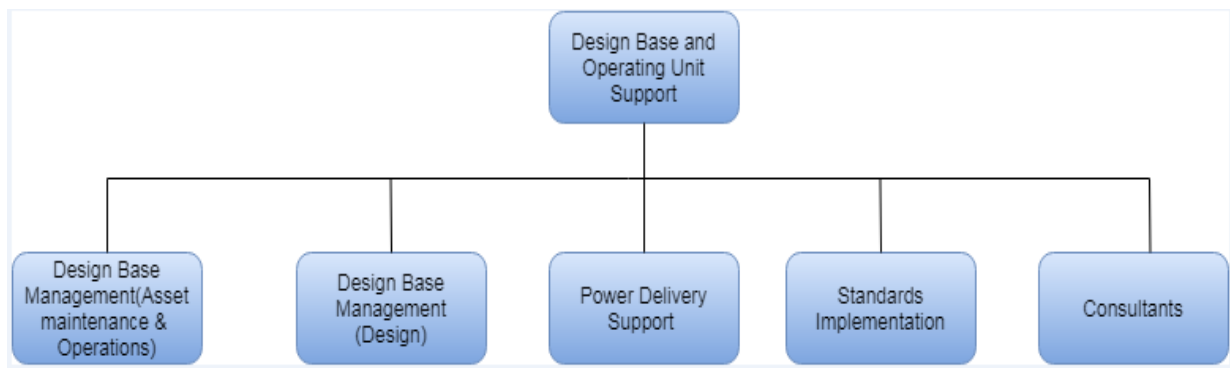 Design Base and
Operating Unit
Support
Design Base
Management(Asset
maintenance &
Operations)
Design Base
Management
(Design)
Power Delivery
Support
Standards
Implementation
Consultants